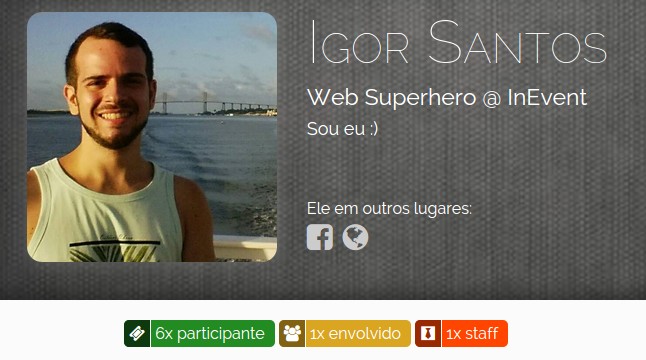 Igor Santos
Web Superhero @ InEvent
Sou eu :)
Ele em outros lugares:
6x participante
1x envolvido
1x staff